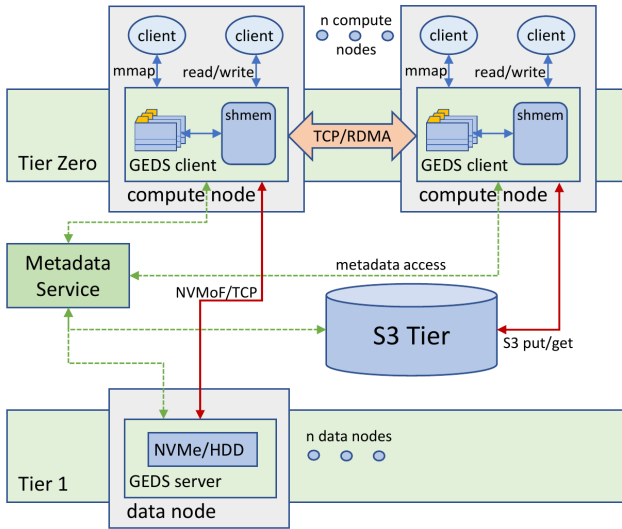 client
client
n compute
nodes
client
client
mmap
read/write
mmap
read/write
shmem
shmem
TCP/RDMA
Tier Zero
GEDS client
GEDS client
compute node
compute node
Metadata
Service
metadata access
NVMoF/TCP
S3 Tier
S3 put/get
n data nodes
NVMe/HDD
Tier 1
GEDS server
data node